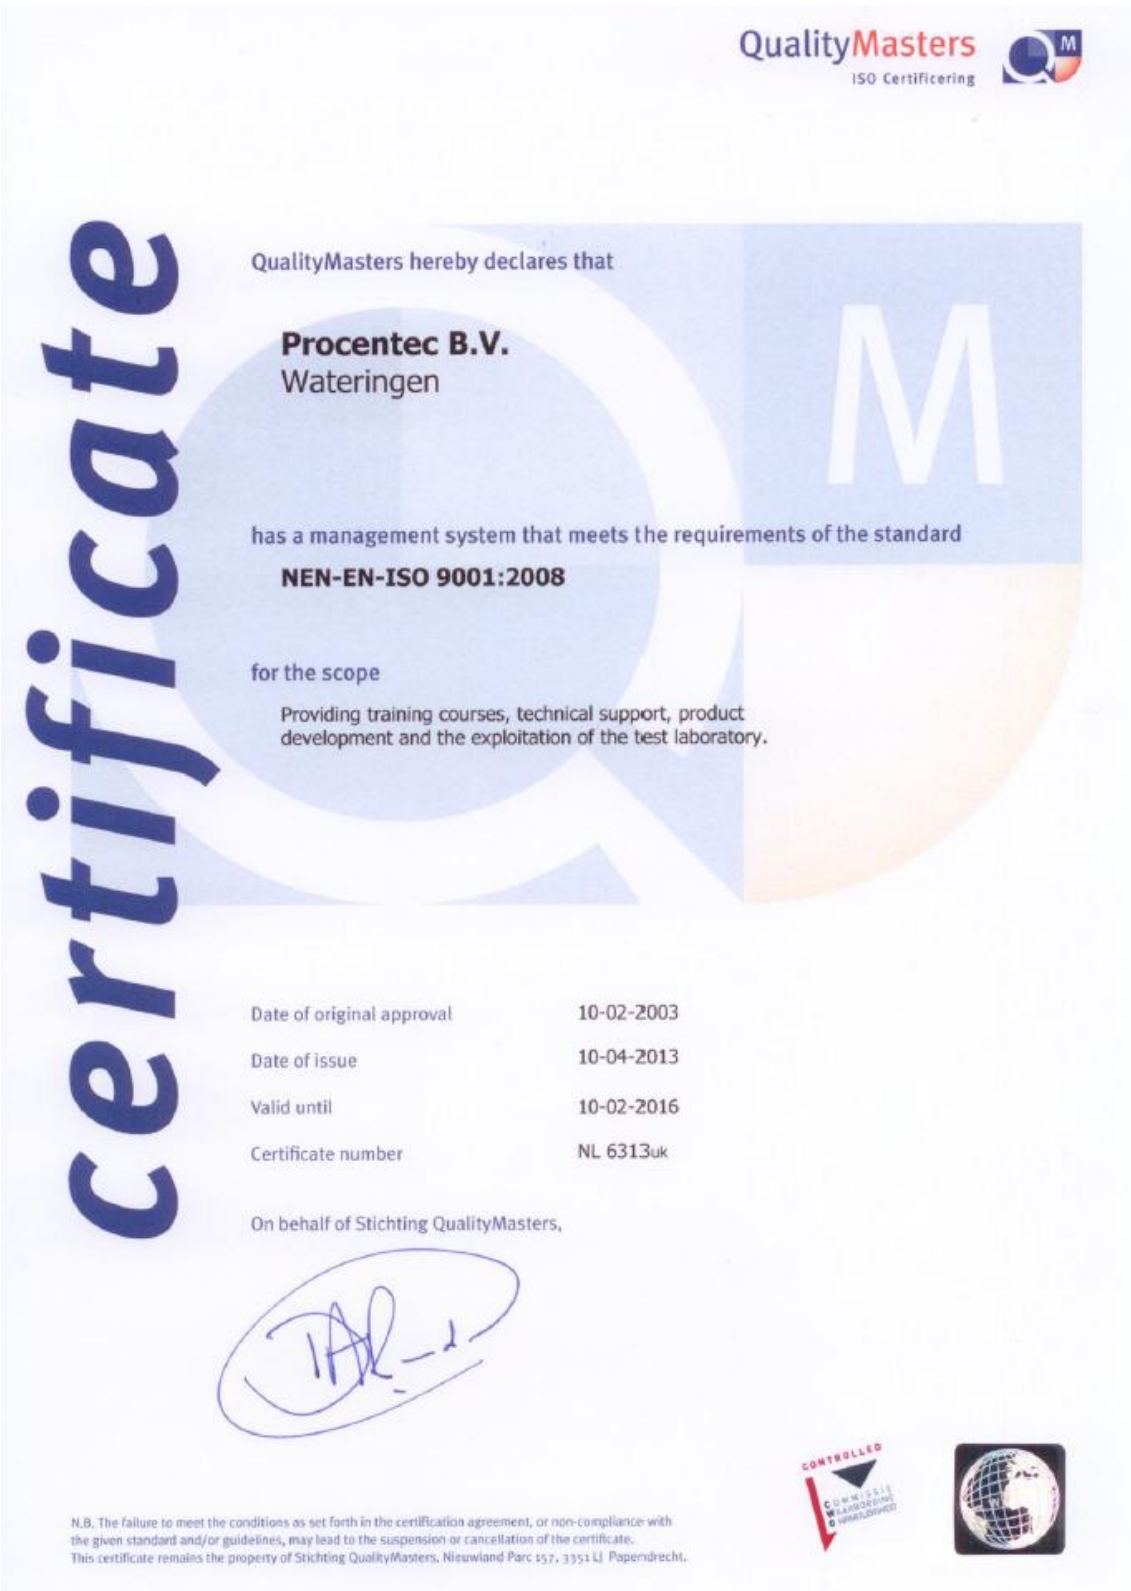 QualityMasters
ISO Certificering
M
certificate
QualityMasters hereby declares that
Procentec B.V.
Wateringen
M
has a management system that meets the requirements of the standard
NEN-EN-ISO 9001:2008
for the scope
Providing training courses, technical support, product
development and the exploitation of the test laboratory.
Date of original approval 10-02-2003
Date of issue 10-04-2013
Valid until 10-02-2016
Certificate number NL 6313uk
On behalf of Stichting QualityMasters,
CONTROLLED
COMMISSIE
WAARBORGING
N.B. The failure to meet the conditions as set forth in the certification agreement, or non-compliance with
the given standard and/or guidelines, may lead to the suspension or cancellation of the certificate.
This certificate remains the property of Stichting QualityMasters, Nieuwland Parc 157, 3351 LJ Papendrecht.